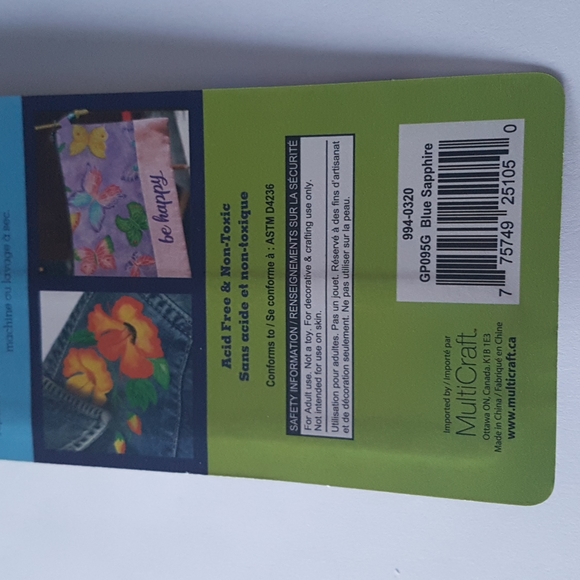 machine ou lavage à sec.
be happy.
Acid Free & Non-Toxic
Sans acide et non-toxique
Conforms to / Se conforme à : ASTM D4236
SAFETY INFORMATION / RENSEIGNEMENTS SUR LA SÉCURITÉ
For Adult use. Not a toy. For decorative & crafting use only.
Not intended for use on skin.
Utilisation pour adultes. Pas un jouet. Réservé à des fins d'artisanat
et de décoration seulement. Ne pas utiliser sur la peau.
994-0320
GP09SG Blue Sapphire
7 75749 25105 0
Imported by / Importé par
MultiCraft.
Ottawa ON, Canada. K1B 1E3
Made in China / Fabriqué en Chine
www.multicraft.ca